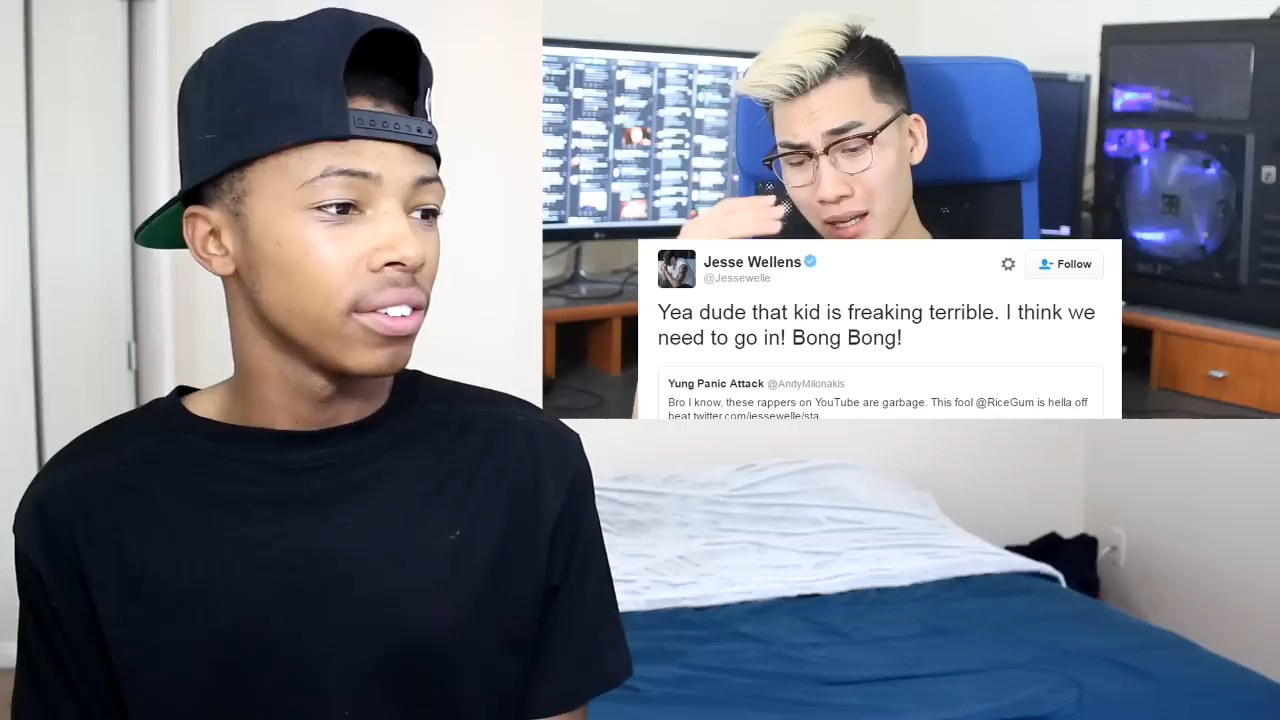 Jesse Wellens
@Jessewelle
Follow
Yea dude that kid is freaking terrible. I think we
need to go in! Bong Bong!
Yung Panic Attack @AndyMilonakis
Bro I know, these rappers on YouTube are garbage. This fool @RiceGum is hella off
beat twitter.com/jessewelle/sta